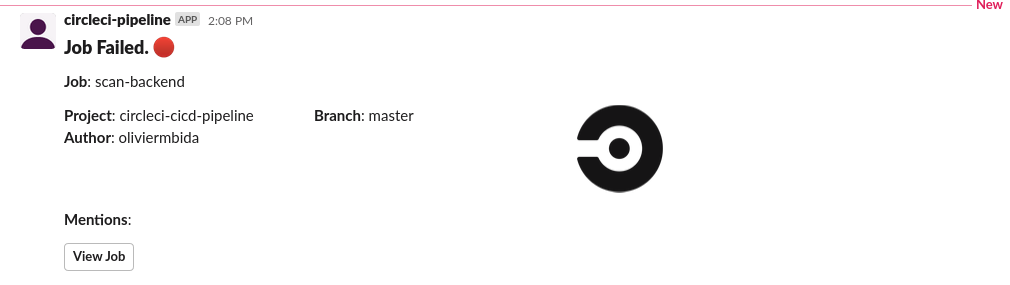 New
circleci-pipeline APP 2:08 PM
Job Failed.
Job: scan-backend
Project: circleci-cicd-pipeline Branch: master
Author: oliviermbida
Mentions:
View Job